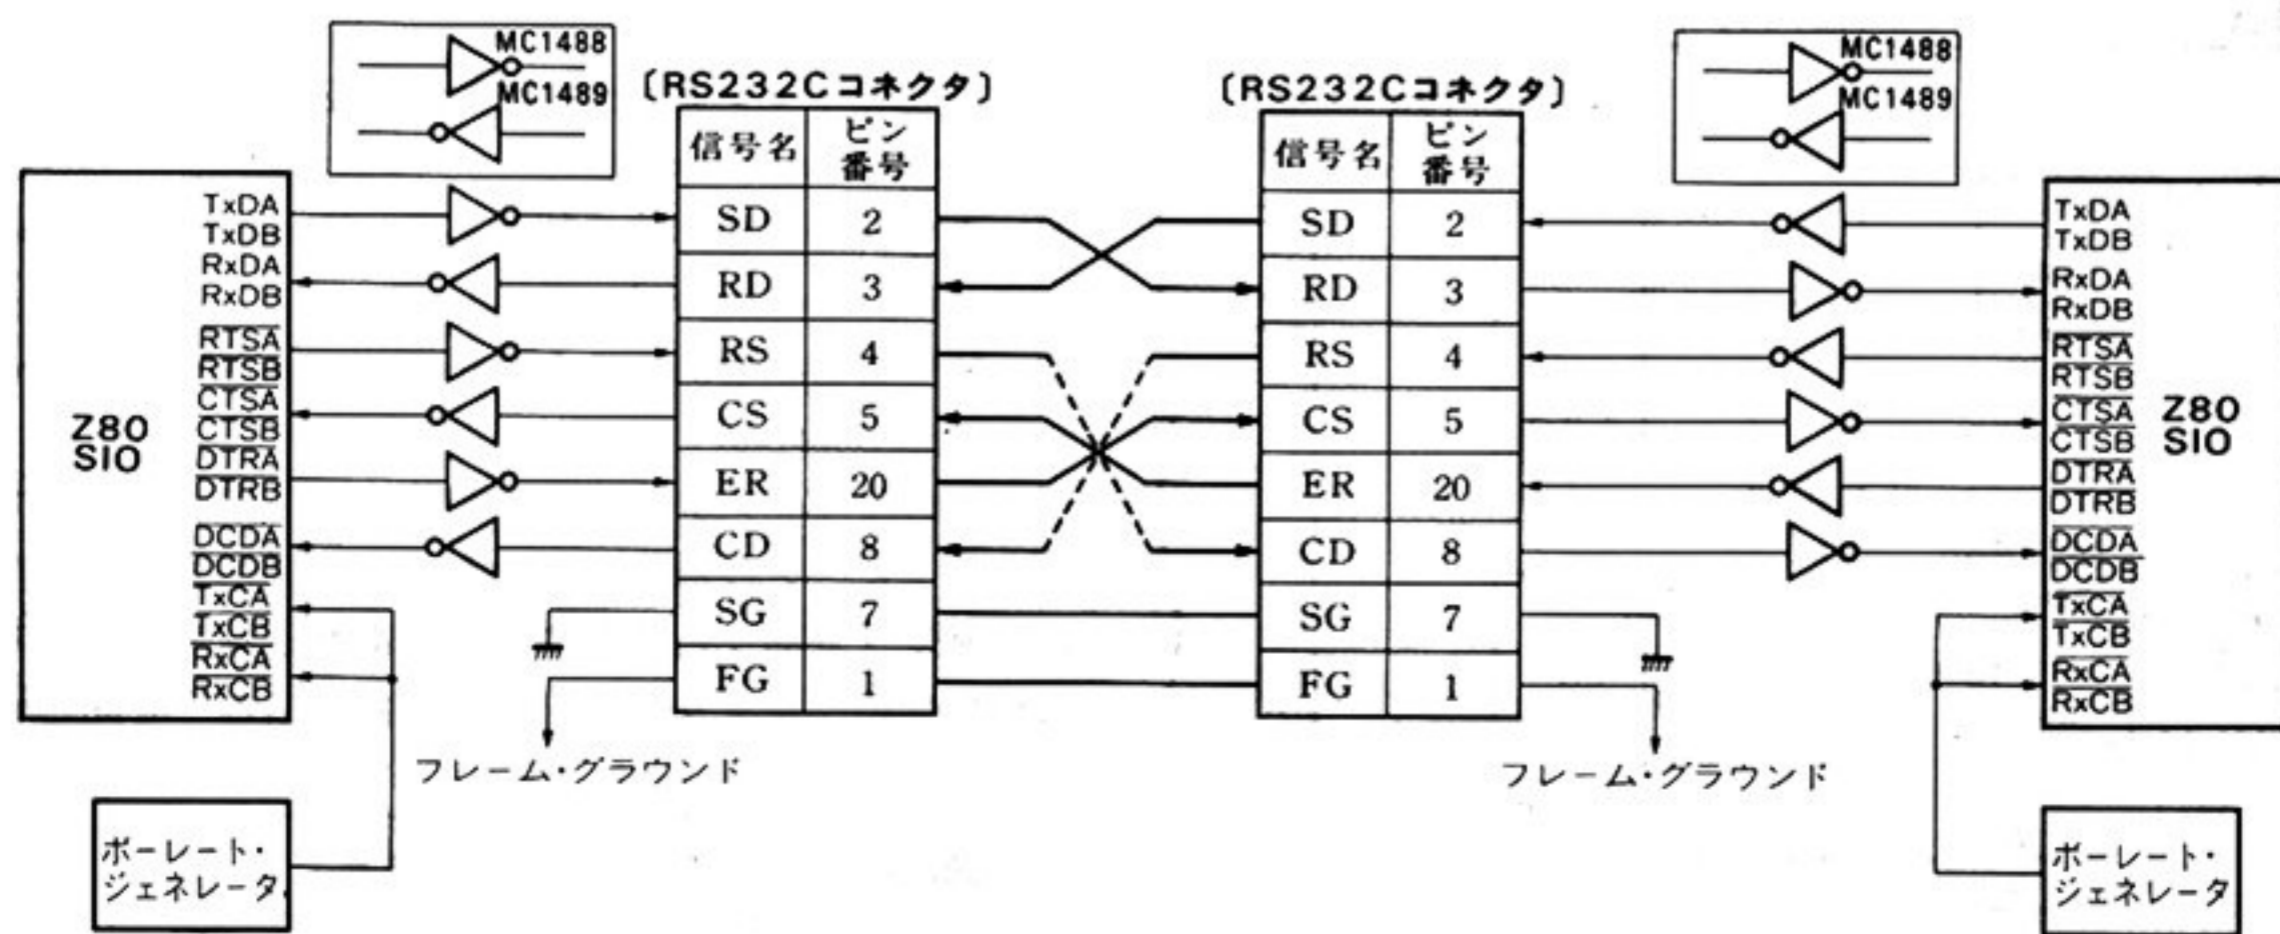 MC1488
MC1489
〔RS232Cコネクタ〕
信号名 ピン番号
SD 2
RD 3
RS 4
CS 5
ER 20
CD 8
SG 7
FG 1
TxDA
TxDB
RxDA
RxDB
RTSA
RTSB
CTSA
CTSB
DTRA
DTRB
DCDA
DCDB
TxCA
TxCB
RxCA
RxCB
Z80
SIO
フレーム・グラウンド
ボーレート・
ジェネレータ
〔RS232Cコネクタ〕
信号名 ピン番号
SD 2
RD 3
RS 4
CS 5
ER 20
CD 8
SG 7
FG 1
MC1488
MC1489
TxDA
TxDB
RxDA
RxDB
RTSA
RTSB
CTSA
CTSB
DTRA
DTRB
DCDA
DCDB
TxCA
TxCB
RxCA
RxCB
Z80
SIO
フレーム・グラウンド
ボーレート・
ジェネレータ